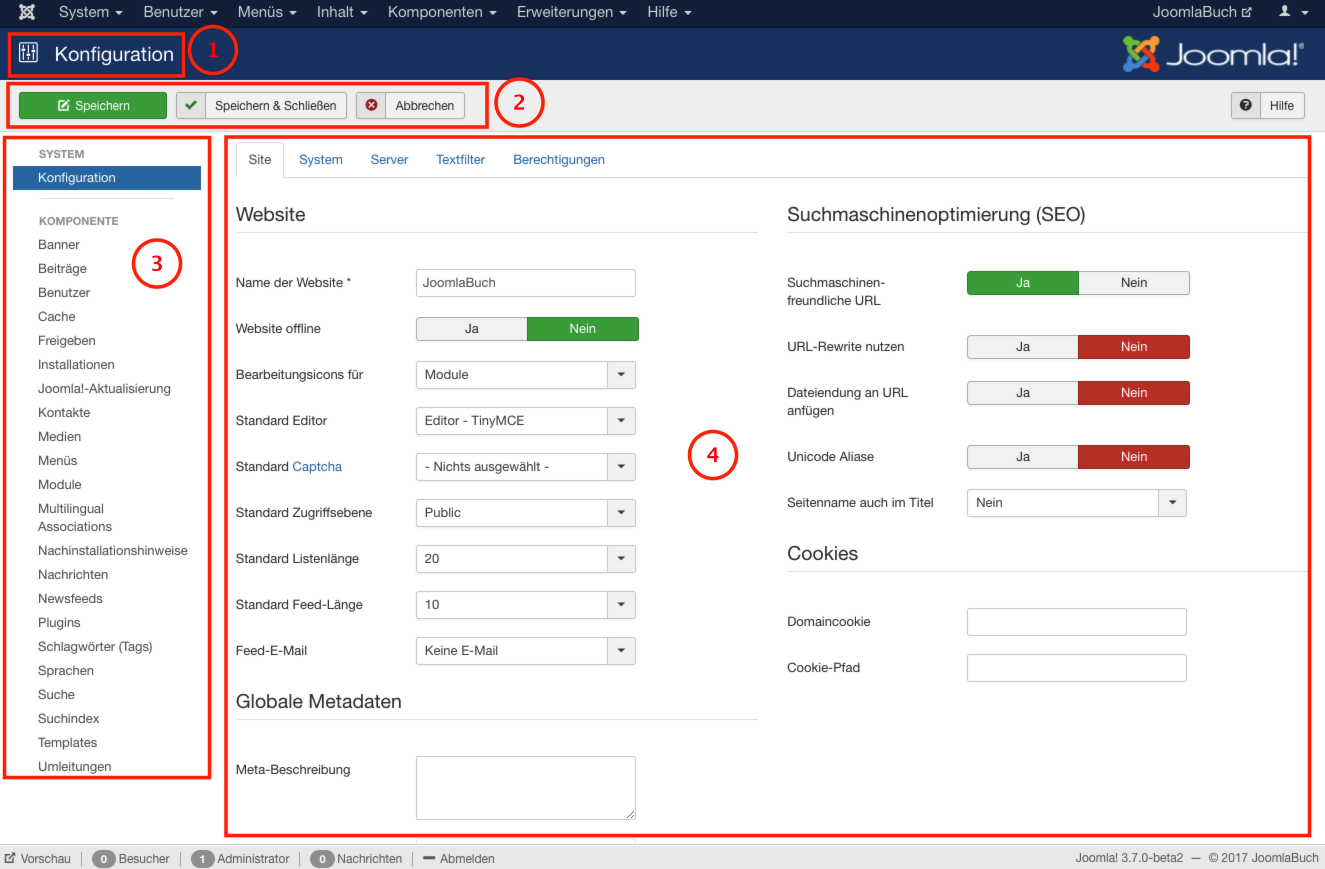 System Benutzer Menüs Inhalt Komponenten Erweiterungen Hilfe JoomlaBuch
Konfiguration 1 Joomla!®
Speichern Speichern & Schließen Abbrechen 2 Hilfe
SYSTEM
Konfiguration
KOMPONENTE
Banner
Beiträge
Benutzer
Cache
Freigeben
Installationen
Joomla!-Aktualisierung
Kontakte
Medien
Menüs
Module
Multilingual
Associations
Nachinstallationshinweise
Nachrichten
Newsfeeds
Plugins
Schlagwörter (Tags)
Sprachen
Suche
Suchindex
Templates
Umleitungen
3
Site System Server Textfilter Berechtigungen
Website
Name der Website * JoomlaBuch
Website offline Ja Nein
Bearbeitungsicons für Module
Standard Editor Editor - TinyMCE
Standard Captcha - Nichts ausgewählt -
Standard Zugriffsebene Public
Standard Listenlänge 20
Standard Feed-Länge 10
Feed-E-Mail Keine E-Mail
Globale Metadaten
Meta-Beschreibung
4
Suchmaschinenoptimierung (SEO)
Suchmaschinen-
freundliche URL Ja Nein
URL-Rewrite nutzen Ja Nein
Dateiendung an URL
anfügen Ja Nein
Unicode Aliase Ja Nein
Seitenname auch im Titel Nein
Cookies
Domaincookie
Cookie-Pfad
Vorschau 0 Besucher 1 Administrator 0 Nachrichten Abmelden Joomla! 3.7.0-beta2 — © 2017 JoomlaBuch